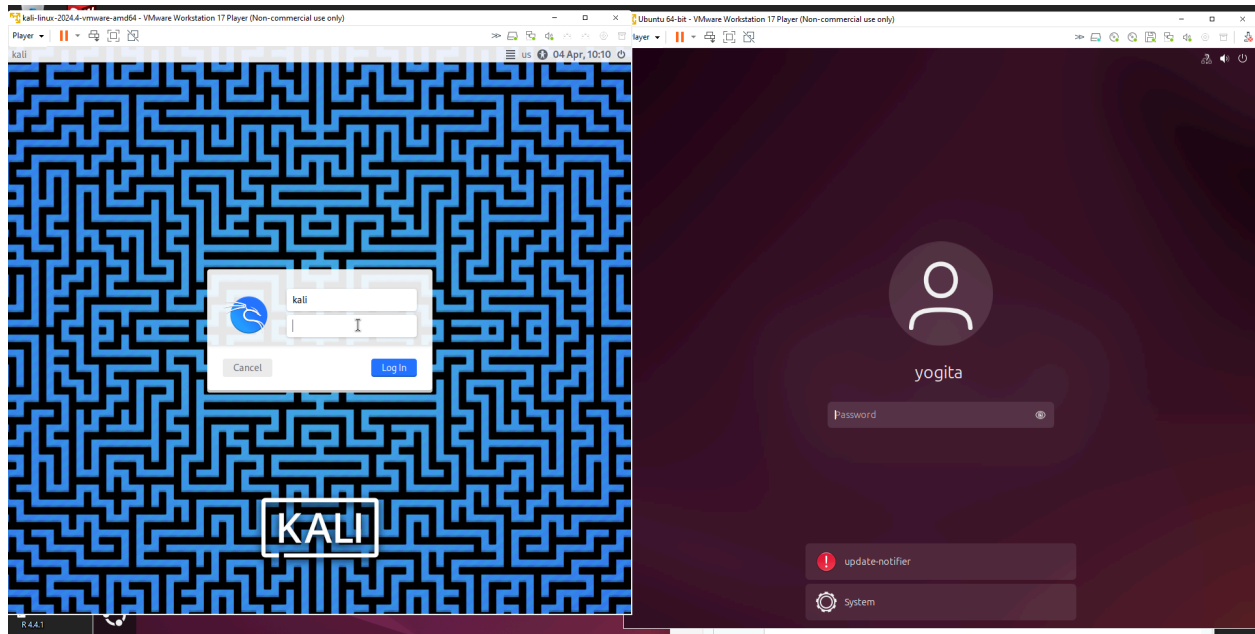 kali-linux-2024.4-vmware-amd64 - VMware Workstation 17 Player (Non-commercial use only)
Player
kali
us
04 Apr, 10:10
kali
Cancel
Log In
KALI
R 4.4.1
Ubuntu 64-bit - VMware Workstation 17 Player (Non-commercial use only)
layer
yogita
Password
update-notifier
System